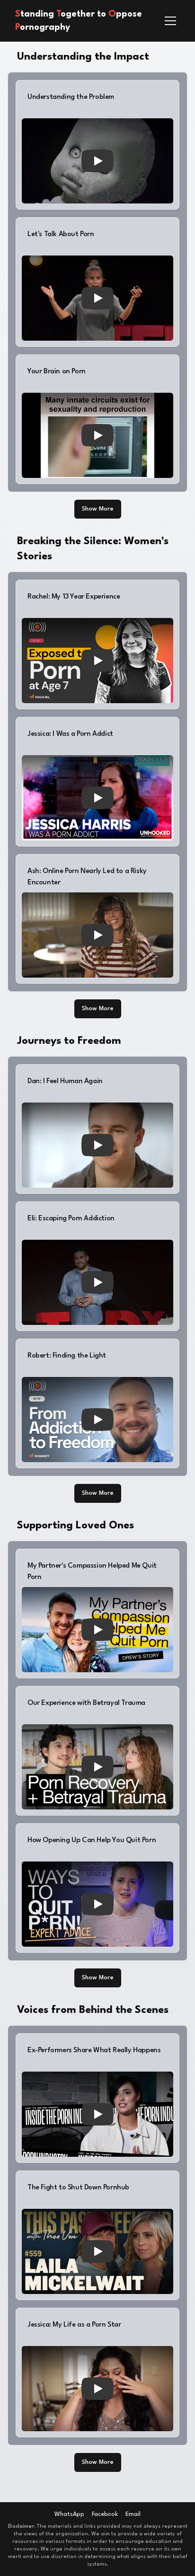 Standing Together to Oppose
Pornography
Understanding the Impact
Understanding the Problem
Let's Talk About Porn
Your Brain on Porn
Many innate circuits exist for
sexuality and reproduction
Show More
Breaking the Silence: Women's
Stories
Rachel: My 13 Year Experience
Exposed to
Porn
at Age 7
RACHEL
Jessica: I Was a Porn Addict
JESSICA HARRIS
I WAS A PORN ADDICT
UNHOOKED
Ash: Online Porn Nearly Led to a Risky
Encounter
Show More
Journeys to Freedom
Dan: I Feel Human Again
Eli: Escaping Porn Addiction
Robert: Finding the Light
From
Addiction
to Freedom
ROBERT
Show More
Supporting Loved Ones
My Partner's Compassion Helped Me Quit
Porn
My Partner's
Compassion
Helped Me
Quit Porn
DREW'S STORY
Our Experience with Betrayal Trauma
Porn Recovery
+ Betrayal Trauma
How Opening Up Can Help You Quit Porn
WAYS
TO
QUIT
P*RN!
EXPERT ADVICE
Show More
Voices from Behind the Scenes
Ex-Performers Share What Really Happens
INSIDE THE PORN IND
The Fight to Shut Down Pornhub
THIS PAST WEEKEND
with Theo Von
#559
LAILA
MICKELWAIT
Jessica: My Life as a Porn Star
Show More
WhatsApp Facebook Email
Disclaimer: The materials and links provided may not always represent
the views of our organization. We aim to provide a wide variety of
resources in various formats in order to encourage education and
recovery. We urge individuals to assess each resource on its own
merit and to use discretion in determining what aligns with their belief
systems.